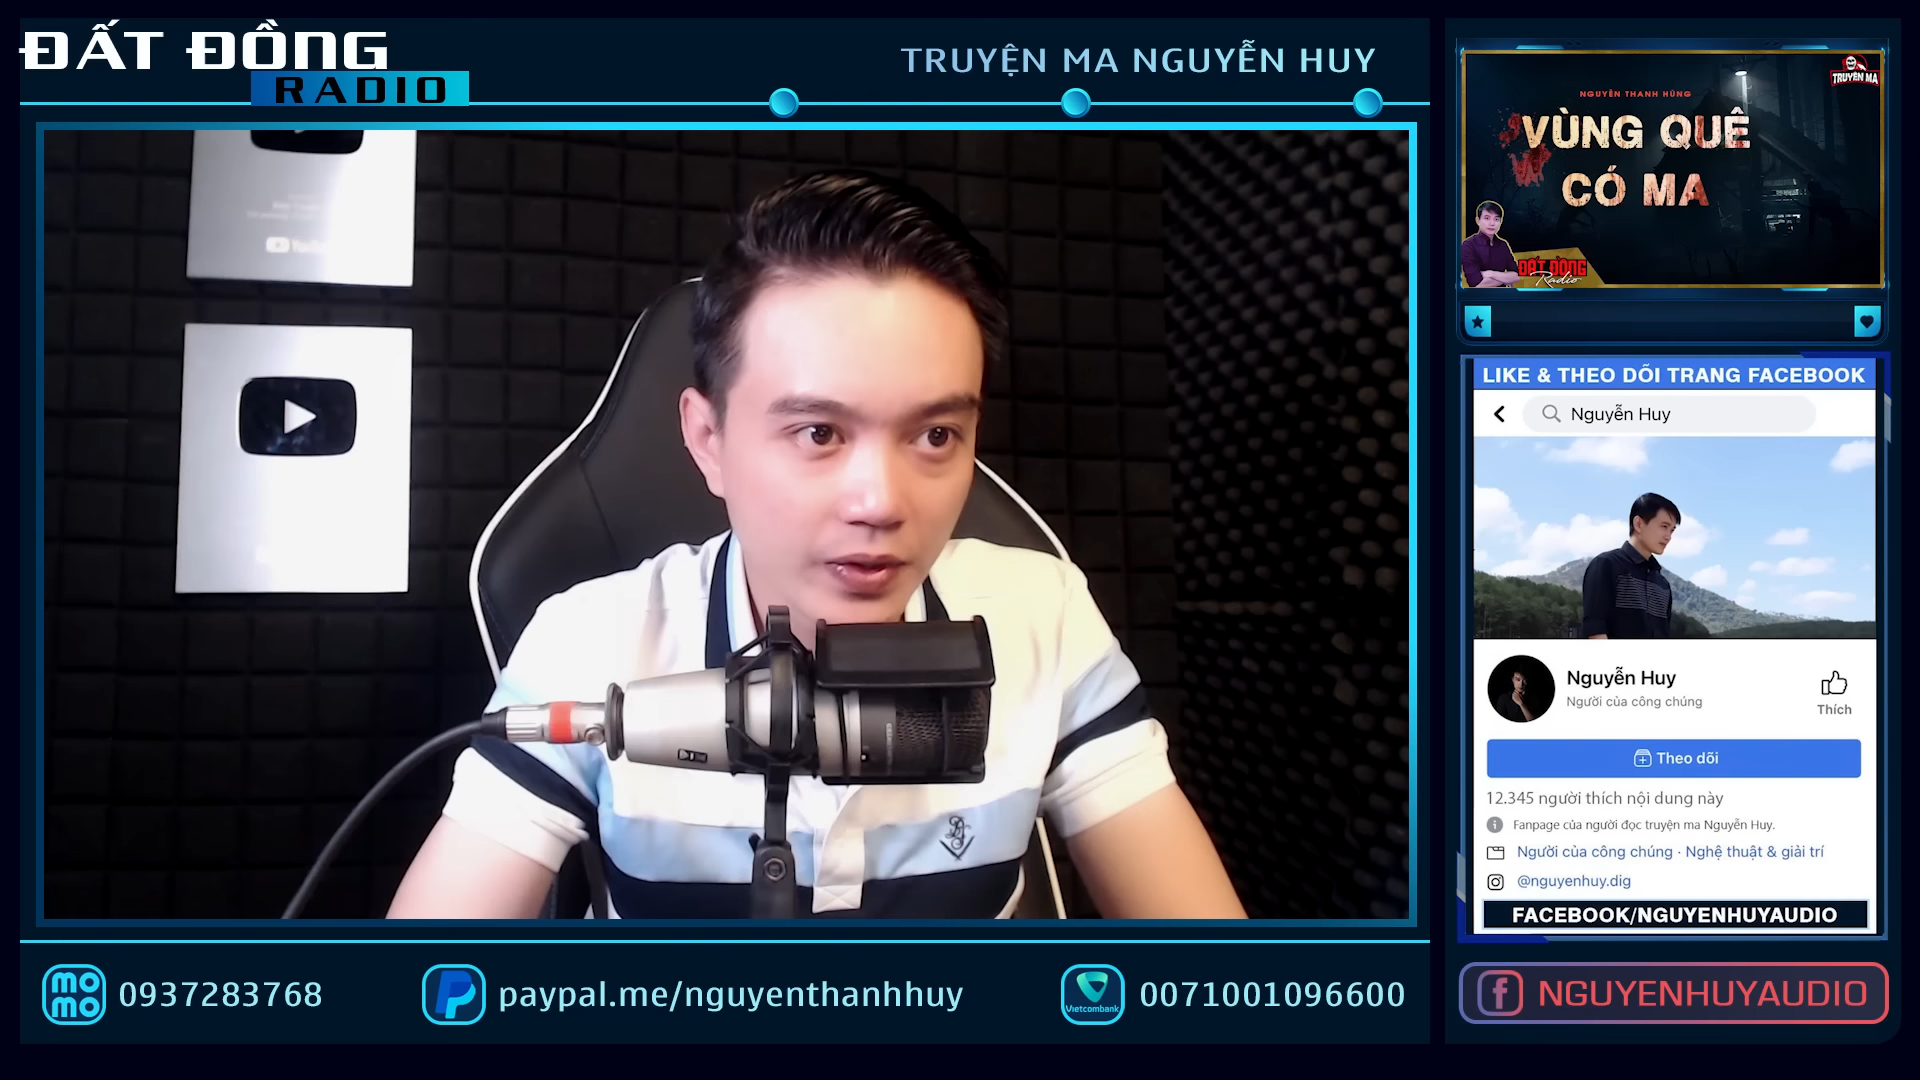 ĐẤT ĐỒNG
RADIO
TRUYỆN MA NGUYỄN HUY
TRUYỆN MA
NGUYỄN THANH HÙNG
VÙNG QUÊ
CÓ MA
ĐẤT ĐỒNG
Radio
LIKE & THEO DÕI TRANG FACEBOOK
Nguyễn Huy
Nguyễn Huy
Người của công chúng
Thích
Theo dõi
12.345 người thích nội dung này
Fanpage của người đọc truyện ma Nguyễn Huy.
Người của công chúng · Nghệ thuật & giải trí
@nguyenhuy.dig
FACEBOOK/NGUYENHUYAUDIO
mo
mo
0937283768
paypal.me/nguyenthanhhuy
Vietcombank
0071001096600
NGUYENHUYAUDIO